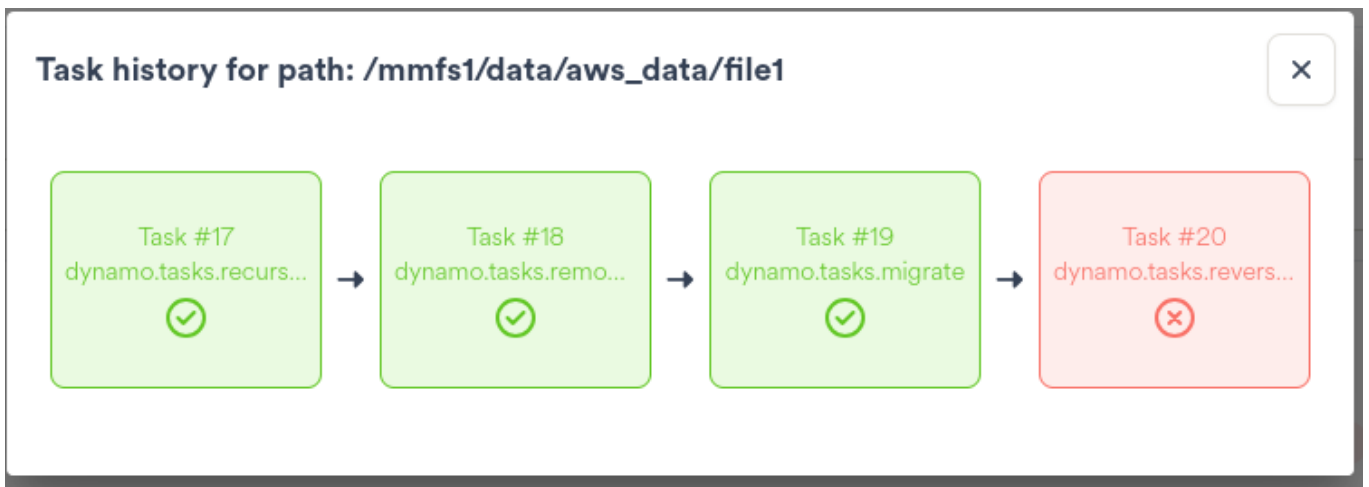 Task history for path: /mmfs1/data/aws_data/file1
Task #17
dynamo.tasks.recurs...
Task #18
dynamo.tasks.remo...
Task #19
dynamo.tasks.migrate
Task #20
dynamo.tasks.revers...